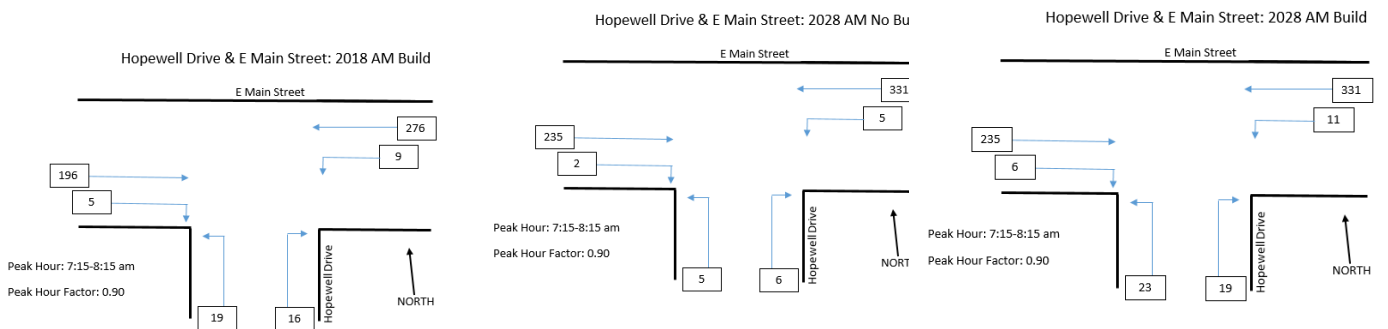 Hopewell Drive & E Main Street: 2018 AM Build
E Main Street
276
9
196
5
Peak Hour: 7:15-8:15 am
Peak Hour Factor: 0.90
Hopewell Drive
NORTH
19
16
Hopewell Drive & E Main Street: 2028 AM No Bu
E Main Street
331
5
235
2
Peak Hour: 7:15-8:15 am
Peak Hour Factor: 0.90
Hopewell Drive
NORT
5
6
Hopewell Drive & E Main Street: 2028 AM Build
E Main Street
331
11
235
6
Peak Hour: 7:15-8:15 am
Peak Hour Factor: 0.90
Hopewell Drive
NORTH
23
19